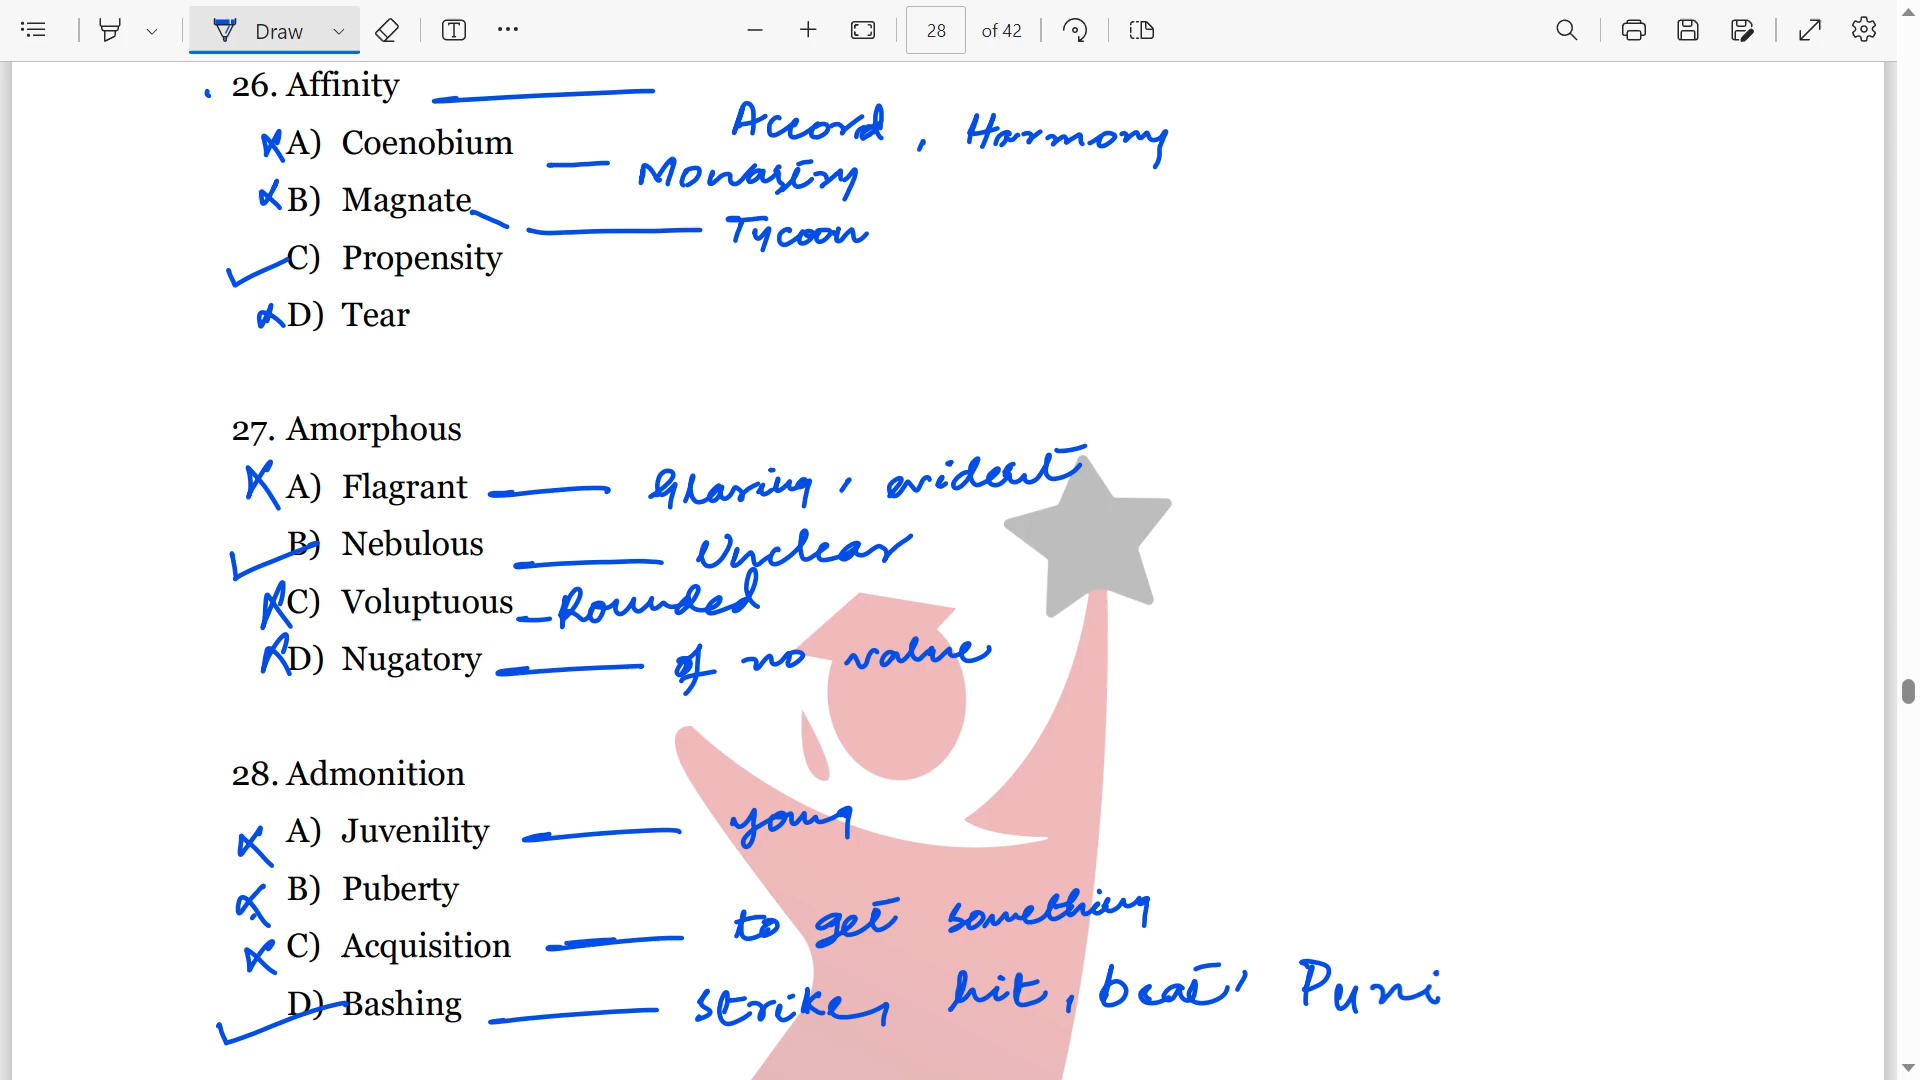 Draw 28 of 42
26. Affinity
Accord, Harmony
A) Coenobium Monastry
B) Magnate Tycoon
C) Propensity
D) Tear
27. Amorphous
A) Flagrant Glaring, evident
B) Nebulous Unclear
C) Voluptuous Rounded
D) Nugatory of no value
28. Admonition
A) Juvenility young
B) Puberty
C) Acquisition to get something
D) Bashing strike, hit, beat, Puni